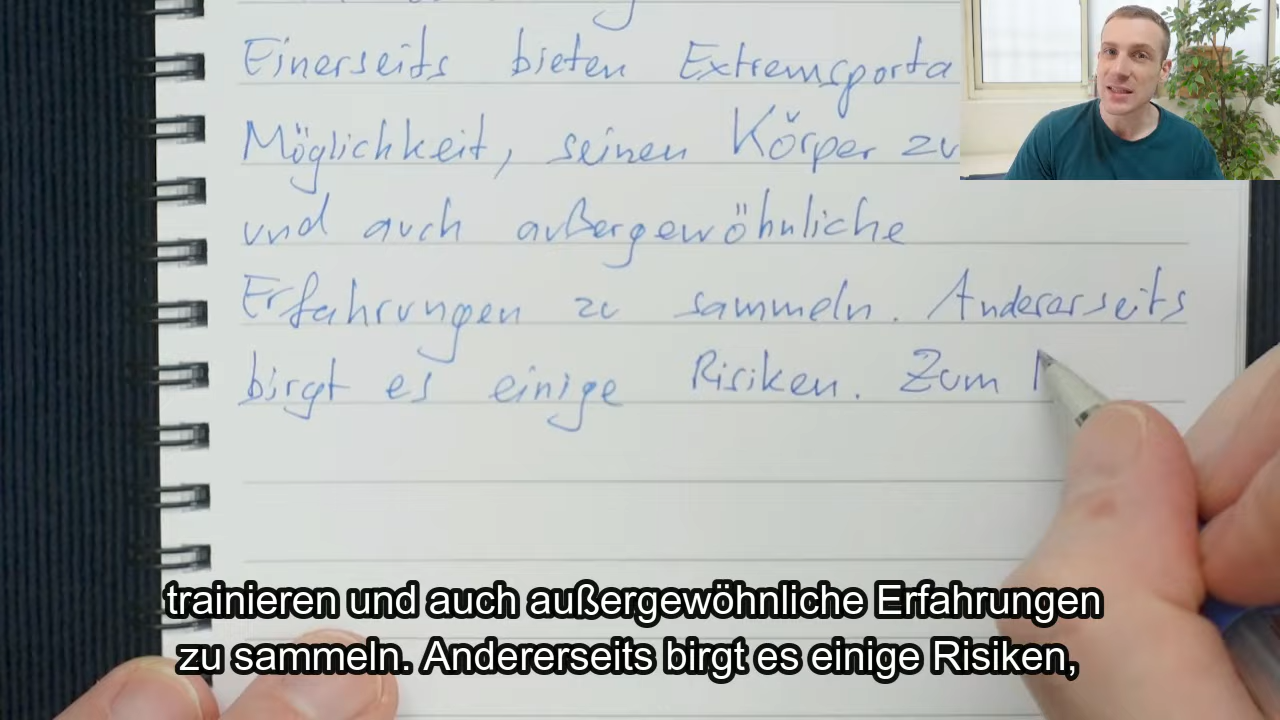 Einerseits bieten Extremsporta
Möglichkeit, seinen Körper zu
und auch außergewöhnliche
Erfahrungen zu sammeln. Andererseits
birgt es einige Risiken. Zum
trainieren und auch außergewöhnliche Erfahrungen
zu sammeln. Andererseits birgt es einige Risiken,